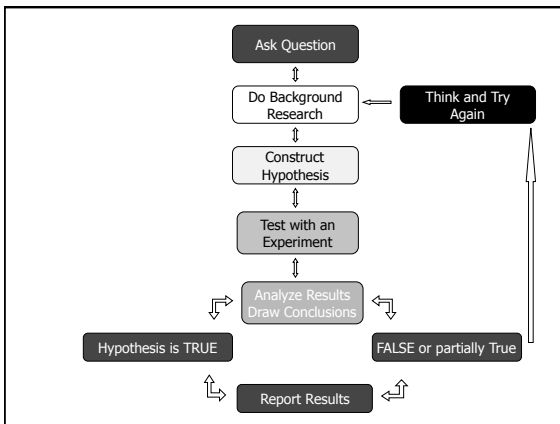 Ask Question
Do Background
Research
Think and Try
Again
Construct
Hypothesis
Test with an
Experiment
Analyze Results
Draw Conclusions
Hypothesis is TRUE
FALSE or partially True
Report Results